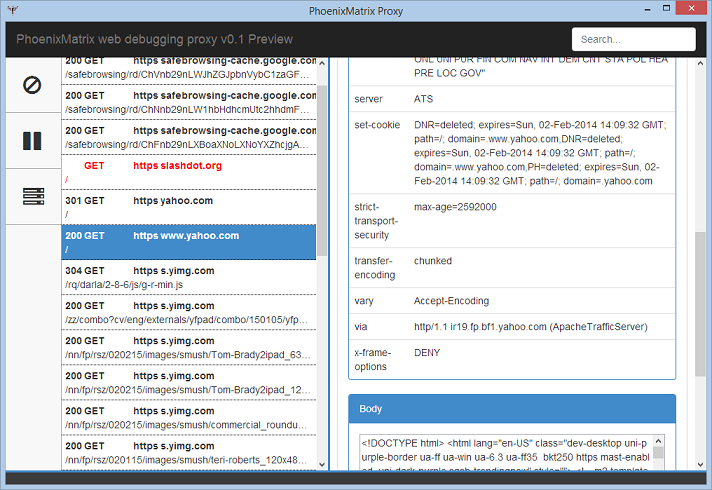 PhoenixMatrix Proxy
PhoenixMatrix web debugging proxy v0.1 Preview
Search...
200 GET https safebrowsing-cache.google.com
/safebrowsing/rd/ChVnb29nLWJhZGJpbnVybC1zaGF...
200 GET https safebrowsing-cache.google.com
/safebrowsing/rd/ChNnb29nLW1hbHdhcmUtc2hhdmF...
200 GET https safebrowsing-cache.google.com
/safebrowsing/rd/ChFnb29nLXBoaXNoLXNoYXZhcjgA...
GET https slashdot.org
/
301 GET https yahoo.com
/
200 GET https www.yahoo.com
/
304 GET https s.yimg.com
/rq/darla/2-8-6/js/g-r-min.js
200 GET https s.yimg.com
/zz/combo?cv/eng/externals/yfpad/combo/150105/yfp...
200 GET https s.yimg.com
/nn/fp/rsz/020215/images/smush/Tom-Brady2ipad_63...
200 GET https s.yimg.com
/nn/fp/rsz/020215/images/smush/Tom-Brady2ipad_12...
200 GET https s.yimg.com
/nn/fp/rsz/020215/images/smush/commercial_roundu...
200 GET https s.yimg.com
/nn/fp/rsz/020115/images/smush/teri-roberts_120x48...
ONL UNI PUR FIN COM NAV INT DEM CNT STA POL HEA
PRE LOC GOV"
server ATS
set-cookie DNR=deleted; expires=Sun, 02-Feb-2014 14:09:32 GMT;
path=/; domain=.www.yahoo.com,DNR=deleted;
expires=Sun, 02-Feb-2014 14:09:32 GMT; path=/;
domain=.www.yahoo.com,PH=deleted; expires=Sun, 02-
Feb-2014 14:09:32 GMT; path=/; domain=.yahoo.com
strict- max-age=2592000
transport-
security
transfer- chunked
encoding
vary Accept-Encoding
via http/1.1 ir19.fp.bf1.yahoo.com (ApacheTrafficServer)
x-frame- DENY
options
Body
<!DOCTYPE html> <html lang="en-US" class="dev-desktop uni-
purple-border ua-ff ua-win ua-6.3 ua-ff35 bkt250 https mast-enabl